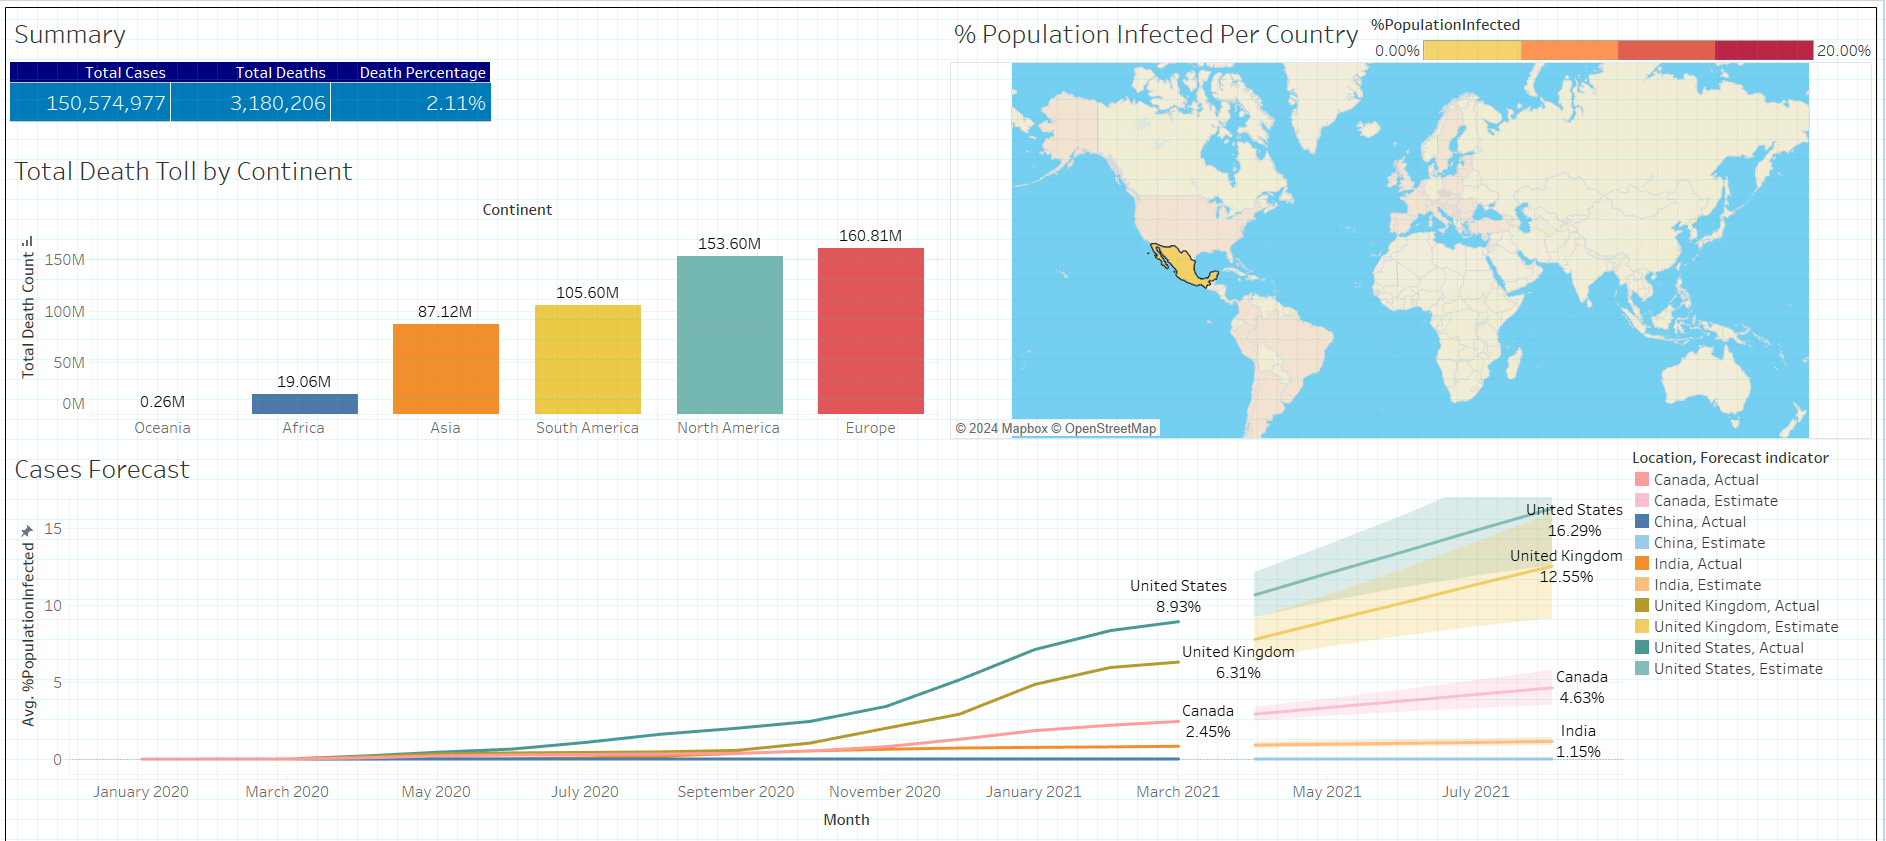 Summary
Total Cases Total Deaths Death Percentage
150,574,977 3,180,206 2.11%
% Population Infected Per Country
%PopulationInfected
0.00% 20.00%
© 2024 Mapbox © OpenStreetMap
Total Death Toll by Continent
Continent
Total Death Count
150M
100M
50M
0M
0.26M
19.06M
87.12M
105.60M
153.60M
160.81M
Oceania Africa Asia South America North America Europe
Cases Forecast
Avg. %PopulationInfected
15
10
5
0
United States
8.93%
United Kingdom
6.31%
Canada
2.45%
United States
16.29%
United Kingdom
12.55%
Canada
4.63%
India
1.15%
January 2020 March 2020 May 2020 July 2020 September 2020 November 2020 January 2021 March 2021 May 2021 July 2021
Month
Location, Forecast indicator
Canada, Actual
Canada, Estimate
China, Actual
China, Estimate
India, Actual
India, Estimate
United Kingdom, Actual
United Kingdom, Estimate
United States, Actual
United States, Estimate